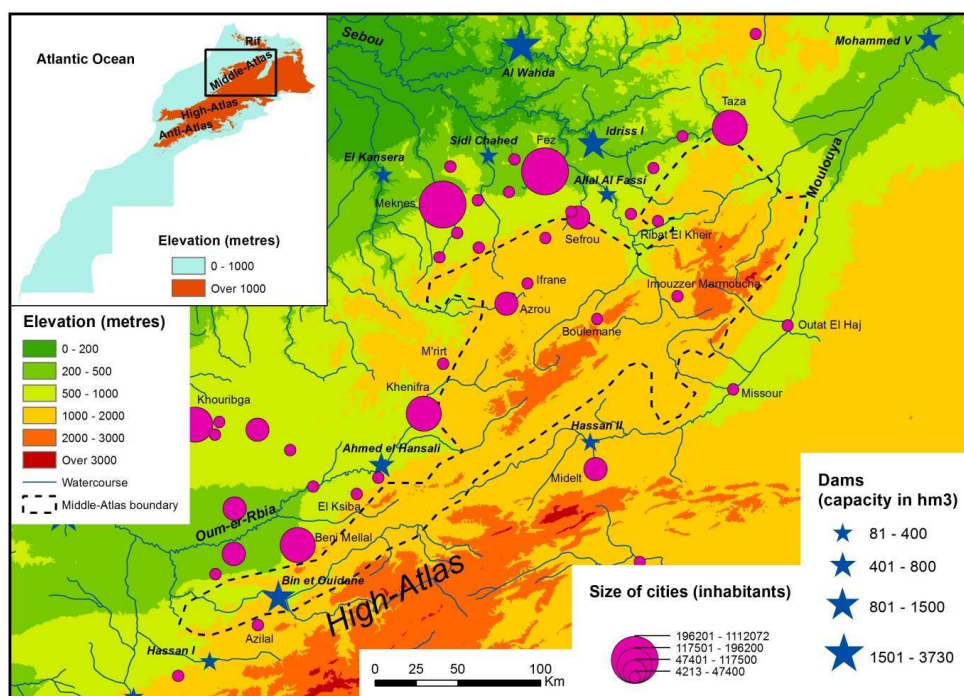 Atlantic Ocean
Rif
Middle-Atlas
High-Atlas
Anti-Atlas
Elevation (metres)
0 - 1000
Over 1000
Elevation (metres)
0 - 200
200 - 500
500 - 1000
1000 - 2000
2000 - 3000
Over 3000
Watercourse
Middle-Atlas boundary
Sebou
Al Wahda
Mohammed V
Taza
Idriss I
Sidi Chahed
Fez
El Kansera
Allal Al Fassi
Moulouya
Meknes
Sefrou
Ribat El Kheir
Ifrane
Imouzzer Marmoucha
Azrou
Boulemane
Outat El Haj
M'rirt
Khenifra
Missour
Khouribga
Hassan II
Ahmed el Hansali
Midelt
El Ksiba
Oum-er-Rbia
Beni Mellal
Bin et Ouidane
High-Atlas
Azilal
Hassan I
0 25 50 100
Km
Size of cities (inhabitants)
196201 - 1112072
117501 - 196200
47401 - 117500
4213 - 47400
Dams
(capacity in hm3)
81 - 400
401 - 800
801 - 1500
1501 - 3730